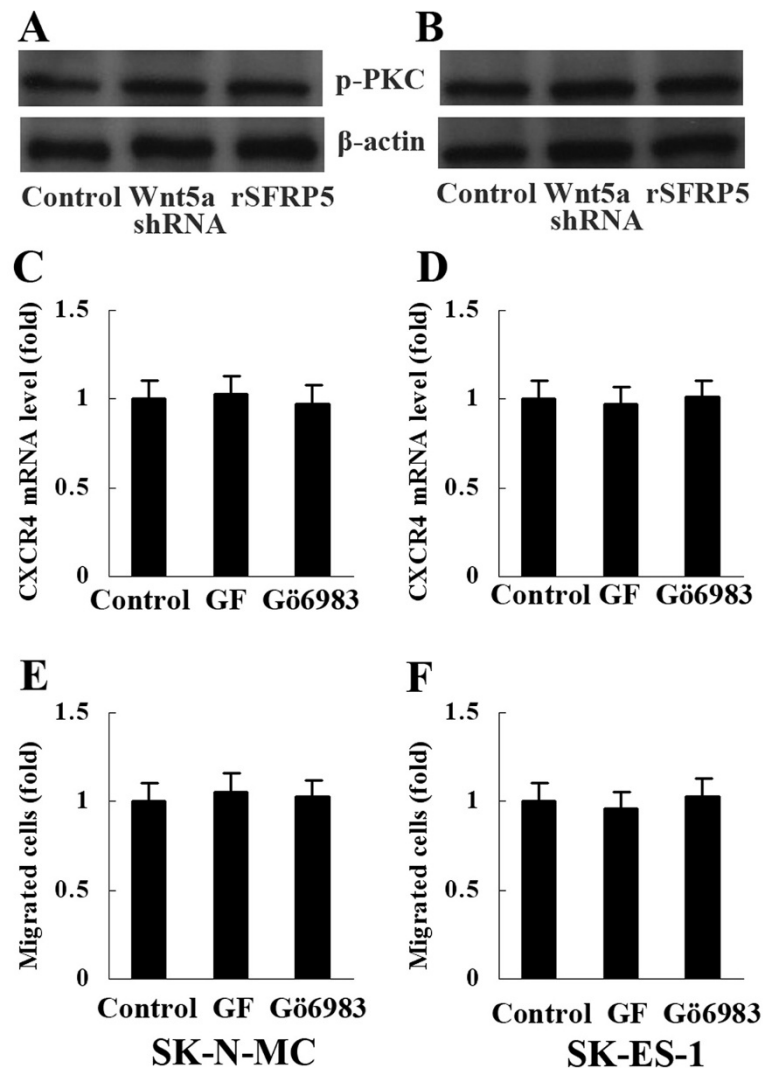 A
B
p-PKC
β-actin
Control Wnt5a rSFRP5
shRNA
Control Wnt5a rSFRP5
shRNA
C
D
CXCR4 mRNA level (fold)
1.5
1
0.5
0
Control GF Gö6983
CXCR4 mRNA level (fold)
1.5
1
0.5
0
Control GF Gö6983
E
F
Migrated cells (fold)
1.5
1
0.5
0
Control GF Gö6983
SK-N-MC
Migrated cells (fold)
1.5
1
0.5
0
Control GF Gö6983
SK-ES-1